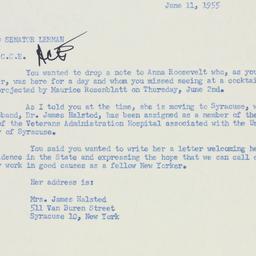 June 11, 1955
SENATOR LEHMAN
C.C.E.
ACE
You wanted to drop a note to Anna Roosevelt who, as you
er, was here for a day and whom you missed seeing at a cocktail
projected by Maurice Rosenblatt on Thursday, June 2nd.
As I told you at the time, she is moving to Syracuse, w
sband, Dr. James Halsted, has been assigned as a member of the
of the Veterans Administration Hospital associated with the U
y of Syracuse.
You said you wanted to write her a letter welcoming he
idence in the State and expressing the hope that we can call o
y work in good causes as a fellow New Yorker.
Her address is:
Mrs. James Halsted
511 Van Buren Street
Syracuse 10, New York